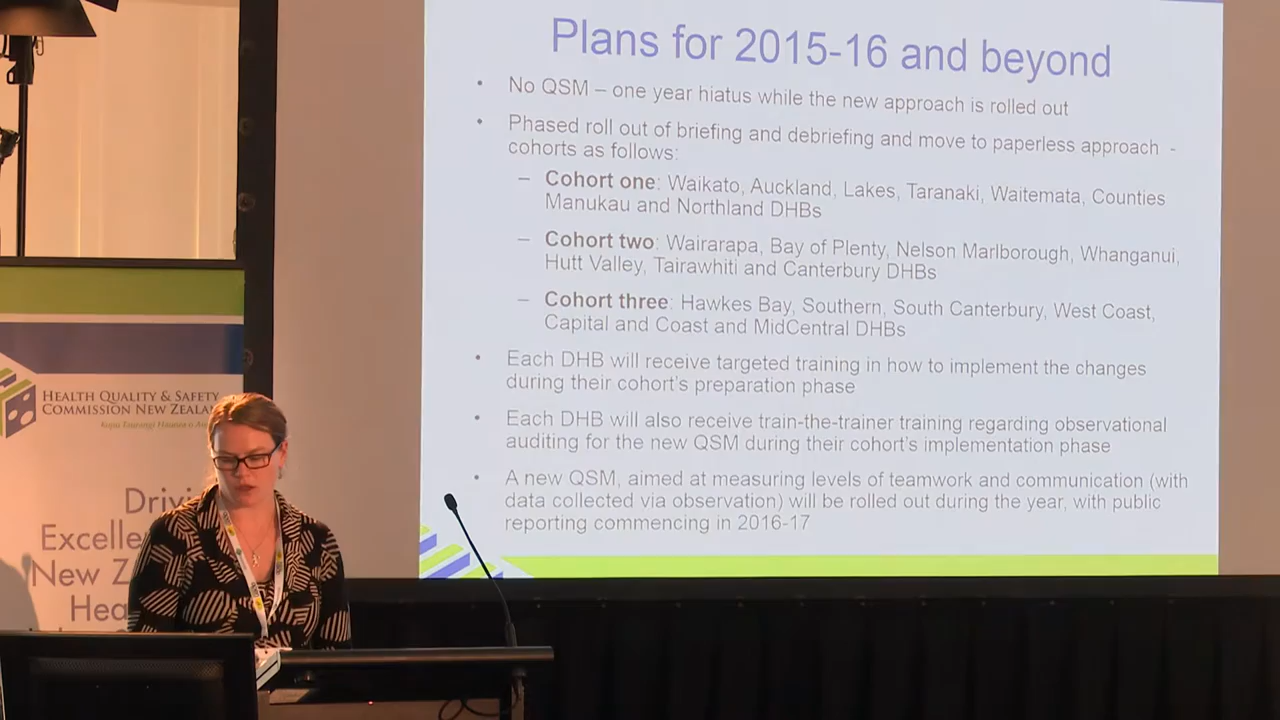 Plans for 2015-16 and beyond
• No QSM – one year hiatus while the new approach is rolled out
• Phased roll out of briefing and debriefing and move to paperless approach -
cohorts as follows:
– Cohort one: Waikato, Auckland, Lakes, Taranaki, Waitemata, Counties
Manukau and Northland DHBs
– Cohort two: Wairarapa, Bay of Plenty, Nelson Marlborough, Whanganui,
Hutt Valley, Tairawhiti and Canterbury DHBs
– Cohort three: Hawkes Bay, Southern, South Canterbury, West Coast,
Capital and Coast and MidCentral DHBs
• Each DHB will receive targeted training in how to implement the changes
during their cohort's preparation phase
• Each DHB will also receive train-the-trainer training regarding observational
auditing for the new QSM during their cohort's implementation phase
• A new QSM, aimed at measuring levels of teamwork and communication (with
data collected via observation) will be rolled out during the year, with public
reporting commencing in 2016-17
HEALTH QUALITY & SAFETY
COMMISSION NEW ZEALA
Drivi
Excelle
New Z
Hea